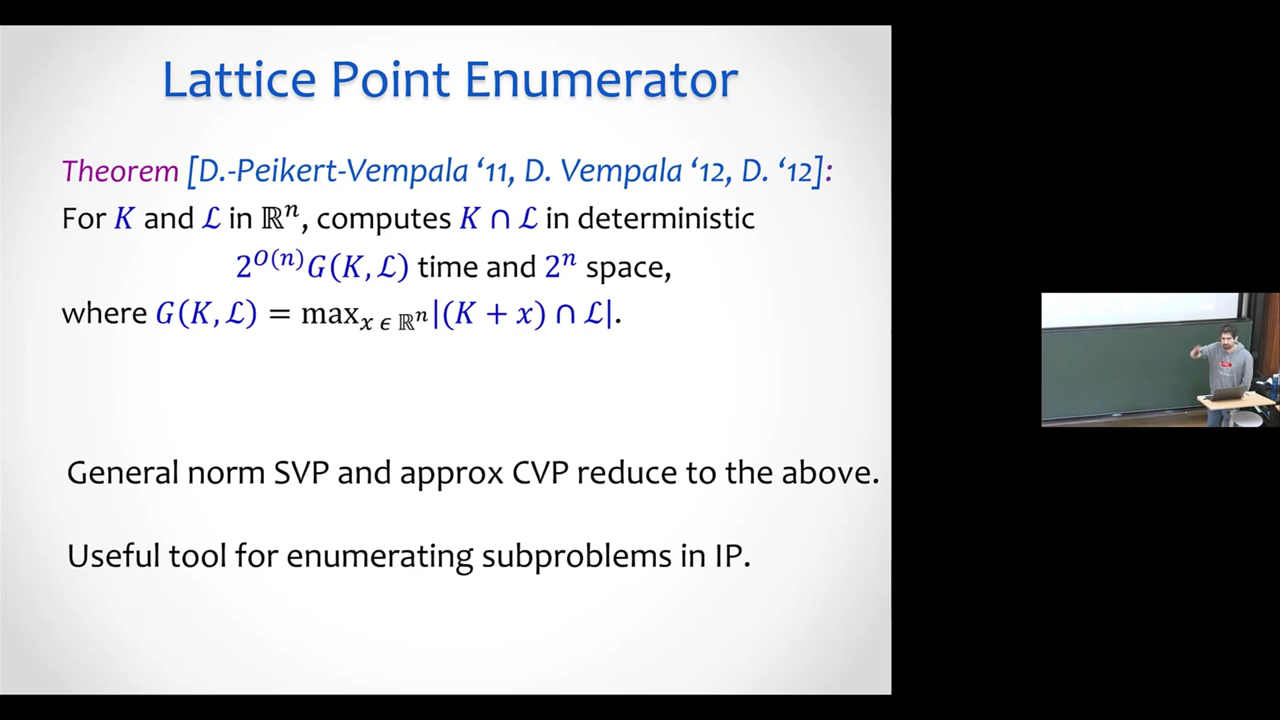 Lattice Point Enumerator
Theorem [D.-Peikert-Vempala ‘11, D. Vempala ‘12, D. ‘12]:
For K and ℒ in ℝⁿ, computes K ∩ ℒ in deterministic
2^{O(n)}G(K, ℒ) time and 2ⁿ space,
where G(K, ℒ) = max_{x ∈ ℝⁿ}|(K + x) ∩ ℒ|.
General norm SVP and approx CVP reduce to the above.
Useful tool for enumerating subproblems in IP.